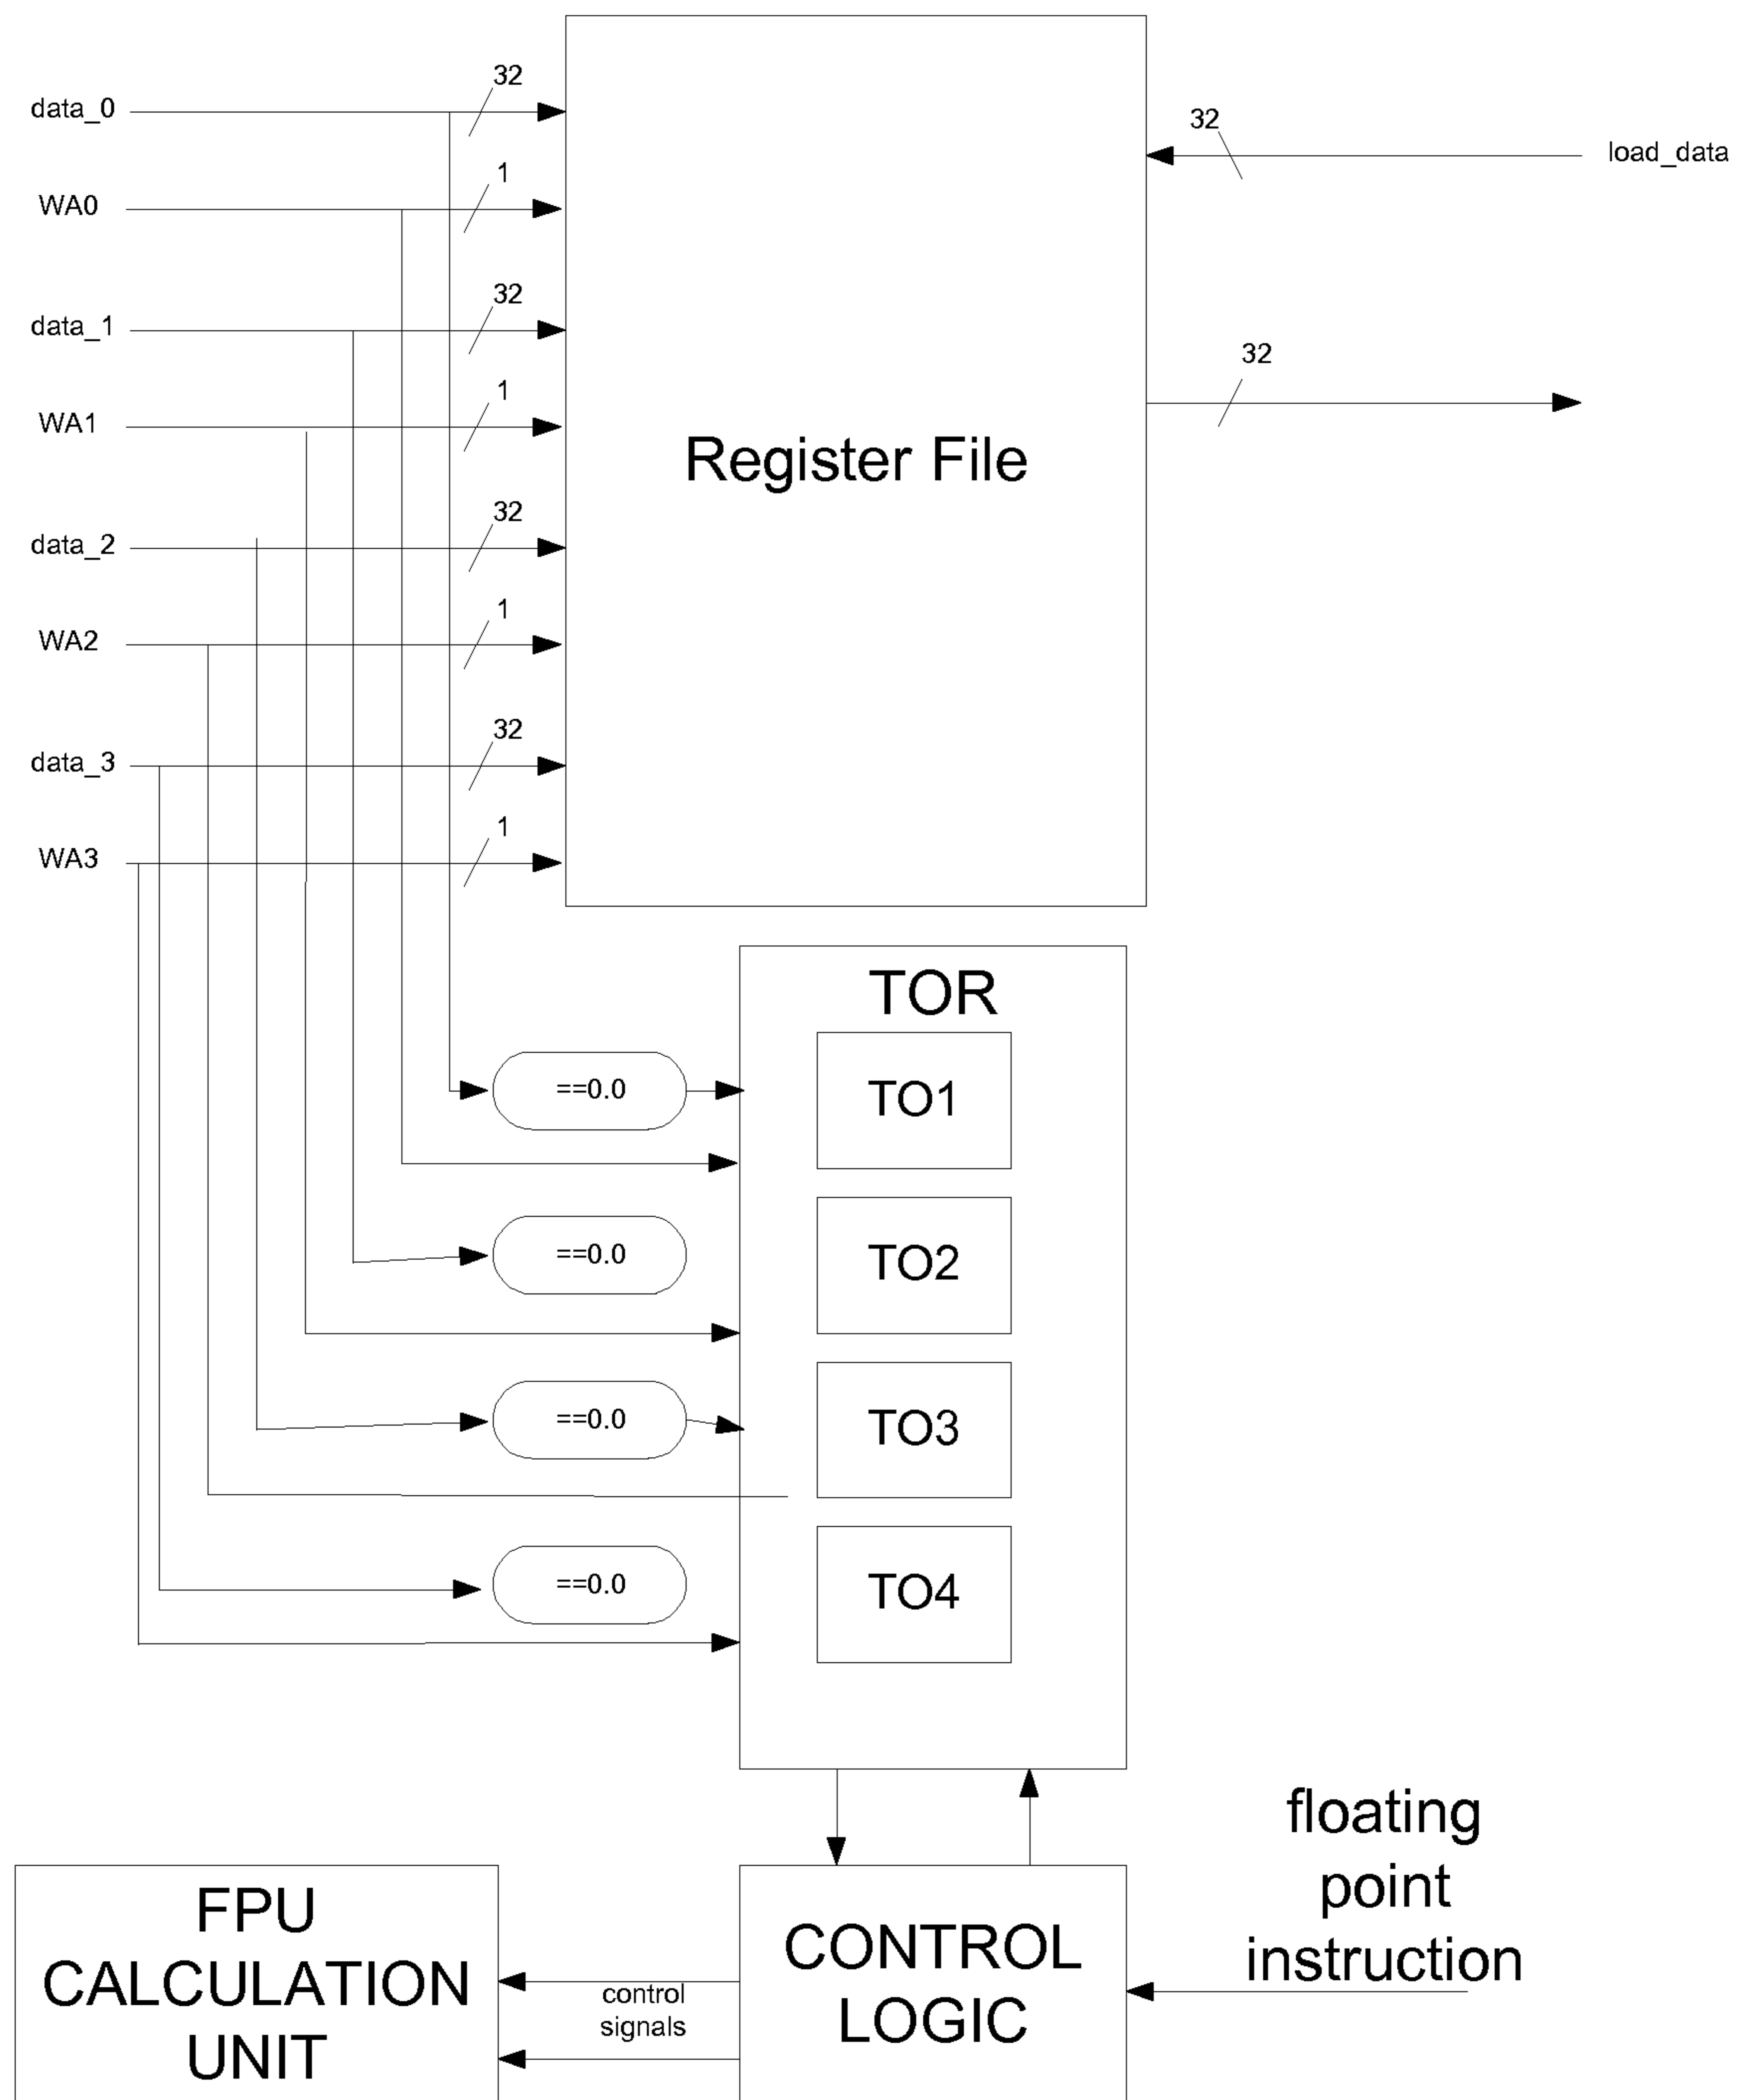 32
data_0
32
load_data
1
WA0
32
data_1
32
1
WA1
Register File
32
data_2
1
WA2
32
data_3
1
WA3
TOR
==0.0
TO1
==0.0
TO2
==0.0
TO3
==0.0
TO4
floating
point
instruction
FPU
CALCULATION
UNIT
control
signals
CONTROL
LOGIC